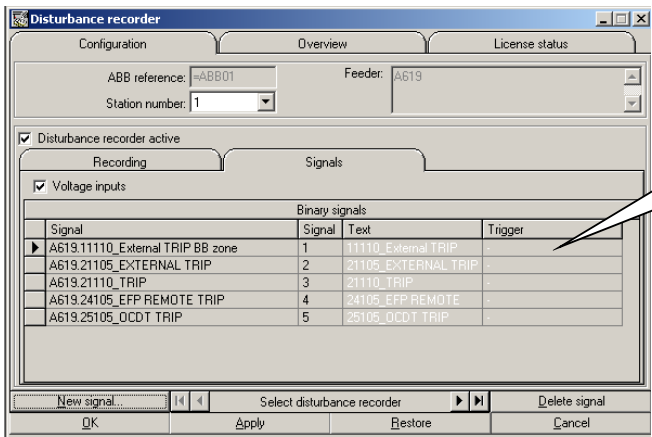 Disturbance recorder
Configuration Overview License status
ABB reference: =ABB01 Feeder: A619
Station number: 1
Disturbance recorder active
Recording Signals
Voltage inputs
Binary signals
Signal Signal Text Trigger
A619.11110_External TRIP BB zone 1 11110_External TRIP -
A619.21105_EXTERNAL TRIP 2 21105_EXTERNAL TRIP -
A619.21110_TRIP 3 21110_TRIP -
A619.24105_EFP REMOTE TRIP 4 24105_EFP REMOTE -
A619.25105_OCDT TRIP 5 25105_OCDT TRIP -
New signal... Select disturbance recorder Delete signal
OK Apply Restore Cancel